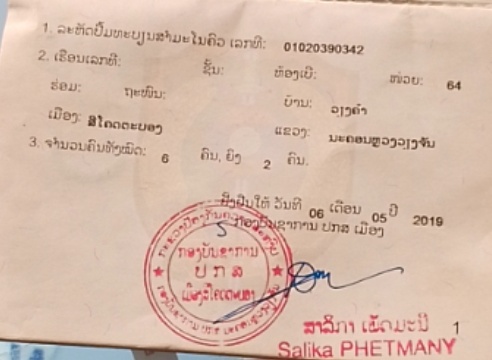 1. ລະຫັດປຶ້ມທະບຽນສຳມະໂນຄົວ ເລກທີ: 01020390342
2. ເຮືອນເລກທີ: ຊັ້ນ: ຫ້ອງເບີ: ໜ່ວຍ: 64
ຮ່ອມ: ຖະໜົນ: ບ້ານ: ວຽງຄຳ
ເມືອງ: ສີໂຄດຕະບອງ ແຂວງ: ນະຄອນຫຼວງວຽງຈັນ
3. ຈຳນວນຄົນທັງໝົດ: 6 ຄົນ, ຍິງ 2 ຄົນ.
ຢັ້ງຢືນໃຫ້ ວັນທີ 06 ເດືອນ 05 ປີ 2019
ກອງບັນຊາການ ປກສ ເມືອງ
ກອງບັນຊາການ
ປ ກ ສ
ເມືອງສີໂຄດຕະບອງ
ສາລິກາ ເພັດມະນີ 1
Salika PHETMANY